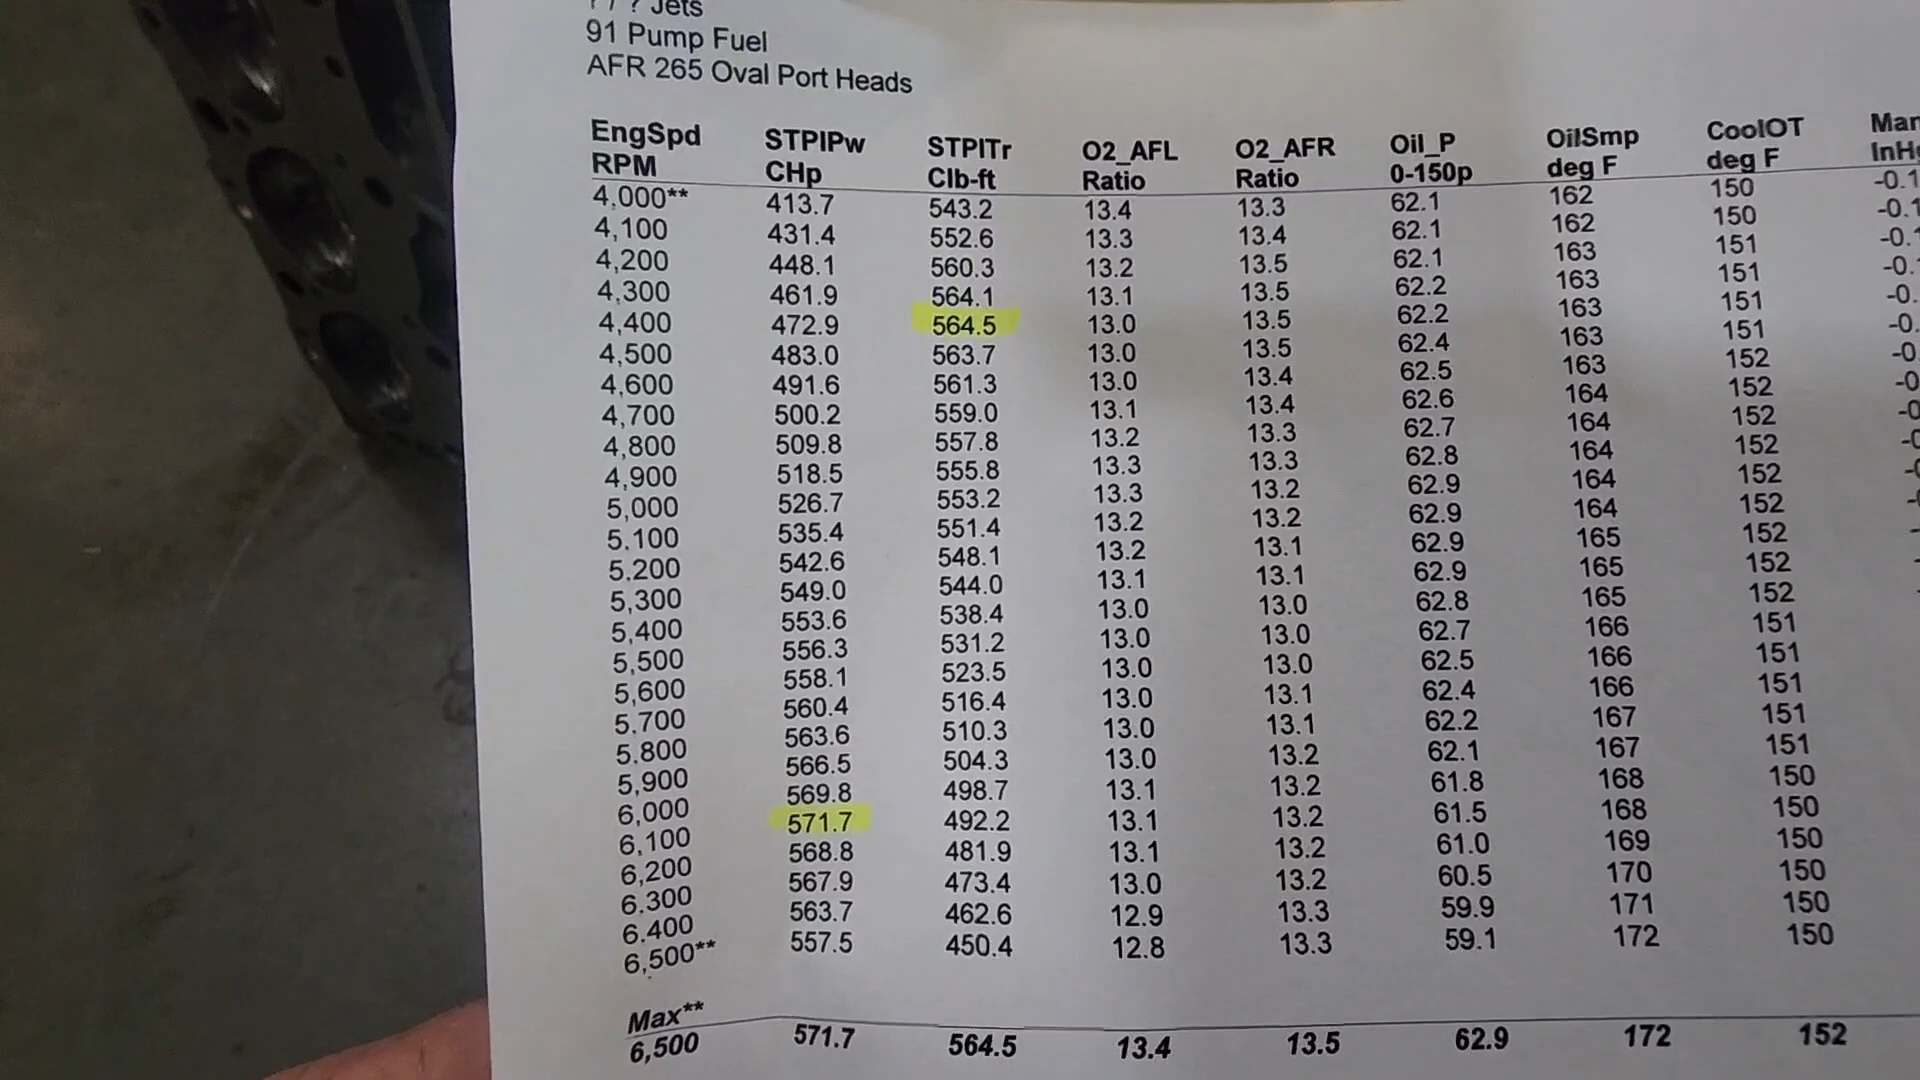 ? / ? Jets
91 Pump Fuel
AFR 265 Oval Port Heads
EngSpd STPIPw STPITr O2_AFL O2_AFR Oil_P OilSmp CoolOT
RPM CHp Clb-ft Ratio Ratio 0-150p deg F deg F
4,000** 413.7 543.2 13.4 13.3 62.1 162 150
4,100 431.4 552.6 13.3 13.4 62.1 162 150
4,200 448.1 560.3 13.2 13.5 62.1 163 151
4,300 461.9 564.1 13.1 13.5 62.2 163 151
4,400 472.9 564.5 13.0 13.5 62.2 163 151
4,500 483.0 563.7 13.0 13.5 62.4 163 151
4,600 491.6 561.3 13.0 13.4 62.5 163 152
4,700 500.2 559.0 13.1 13.4 62.6 164 152
4,800 509.8 557.8 13.2 13.3 62.7 164 152
4,900 518.5 555.8 13.3 13.3 62.8 164 152
5,000 526.7 553.2 13.3 13.2 62.9 164 152
5,100 535.4 551.4 13.2 13.2 62.9 164 152
5,200 542.6 548.1 13.2 13.1 62.9 165 152
5,300 549.0 544.0 13.1 13.1 62.9 165 152
5,400 553.6 538.4 13.0 13.0 62.8 165 152
5,500 556.3 531.2 13.0 13.0 62.7 166 151
5,600 558.1 523.5 13.0 13.0 62.5 166 151
5,700 560.4 516.4 13.0 13.1 62.4 166 151
5,800 563.6 510.3 13.0 13.1 62.2 167 151
5,900 566.5 504.3 13.0 13.2 62.1 167 151
6,000 569.8 498.7 13.1 13.2 61.8 168 150
6,100 571.7 492.2 13.1 13.2 61.5 168 150
6,200 568.8 481.9 13.1 13.2 61.0 169 150
6,300 567.9 473.4 13.0 13.2 60.5 170 150
6,400 563.7 462.6 12.9 13.3 59.9 171 150
6,500** 557.5 450.4 12.8 13.3 59.1 172 150
Max**
6,500 571.7 564.5 13.4 13.5 62.9 172 152